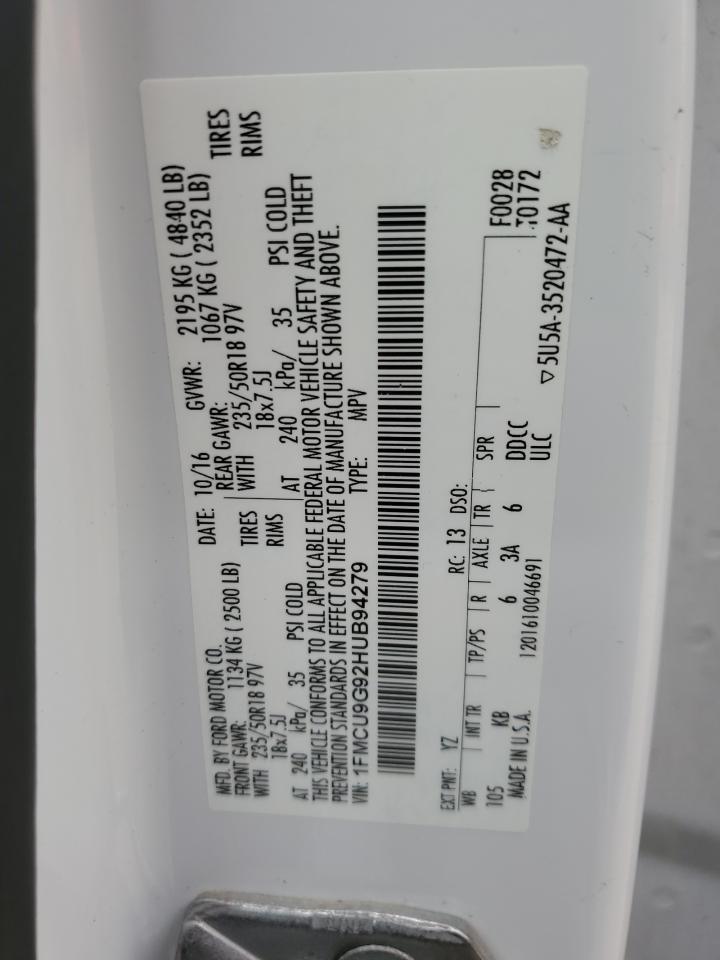 MFD. BY FORD MOTOR CO.
DATE: 10/16 GVWR: 2195 KG ( 4840 LB)
FRONT GAWR: 1134 KG ( 2500 LB) REAR GAWR: 1067 KG ( 2352 LB)
WITH 235/50R18 97V TIRES WITH 235/50R18 97V TIRES
18x7.5J RIMS 18x7.5J RIMS
AT 240 kPa/ 35 PSI COLD AT 240 kPa/ 35 PSI COLD
THIS VEHICLE CONFORMS TO ALL APPLICABLE FEDERAL MOTOR VEHICLE SAFETY AND THEFT
PREVENTION STANDARDS IN EFFECT ON THE DATE OF MANUFACTURE SHOWN ABOVE.
VIN: 1FMCU9G92HUB94279 TYPE: MPV
EXT PNT: YZ RC: 13 DSO: F0028
WB INT TR TP/PS R AXLE TR SPR T0172
105 KB 6 3A 6 DDCC
MADE IN U.S.A. 1201610046691 ULC ▽ 5U5A-3520472-AA